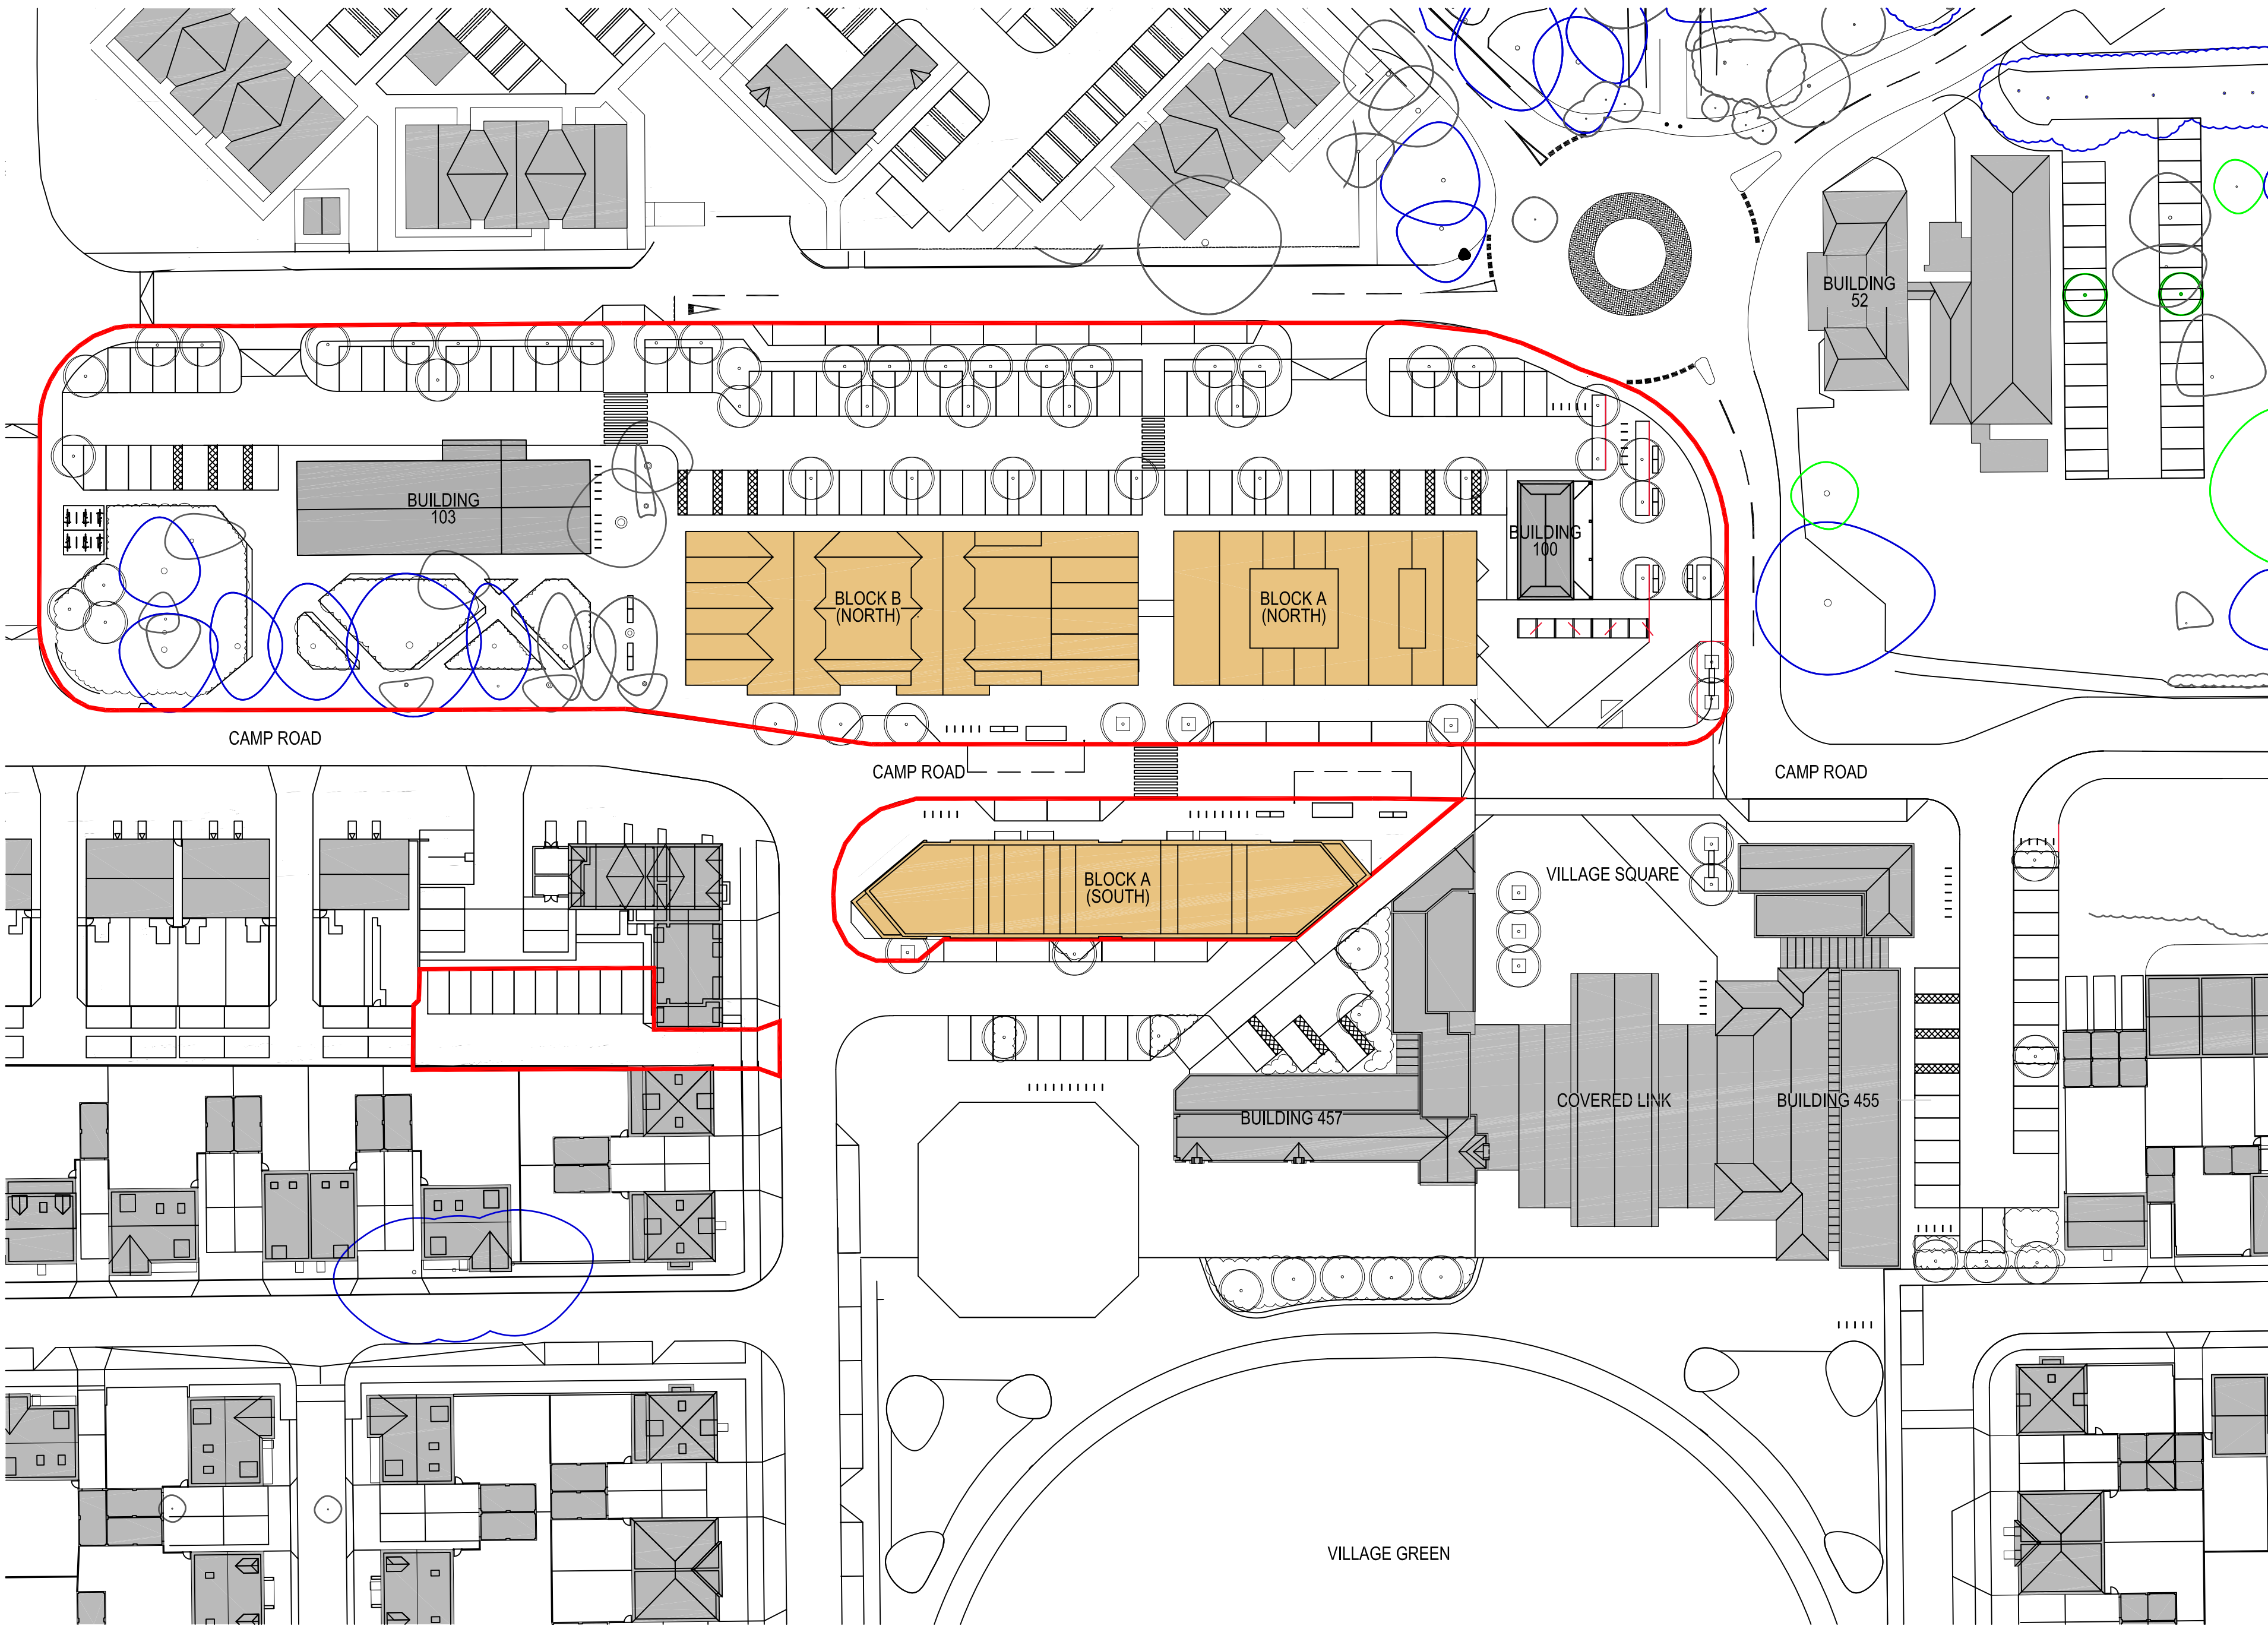 BUILDING
52
BUILDING
103
BUILDING
100
BLOCK B
(NORTH)
BLOCK A
(NORTH)
CAMP ROAD
CAMP ROAD
CAMP ROAD
BLOCK A
(SOUTH)
VILLAGE SQUARE
BUILDING 457
COVERED LINK
BUILDING 455
VILLAGE GREEN